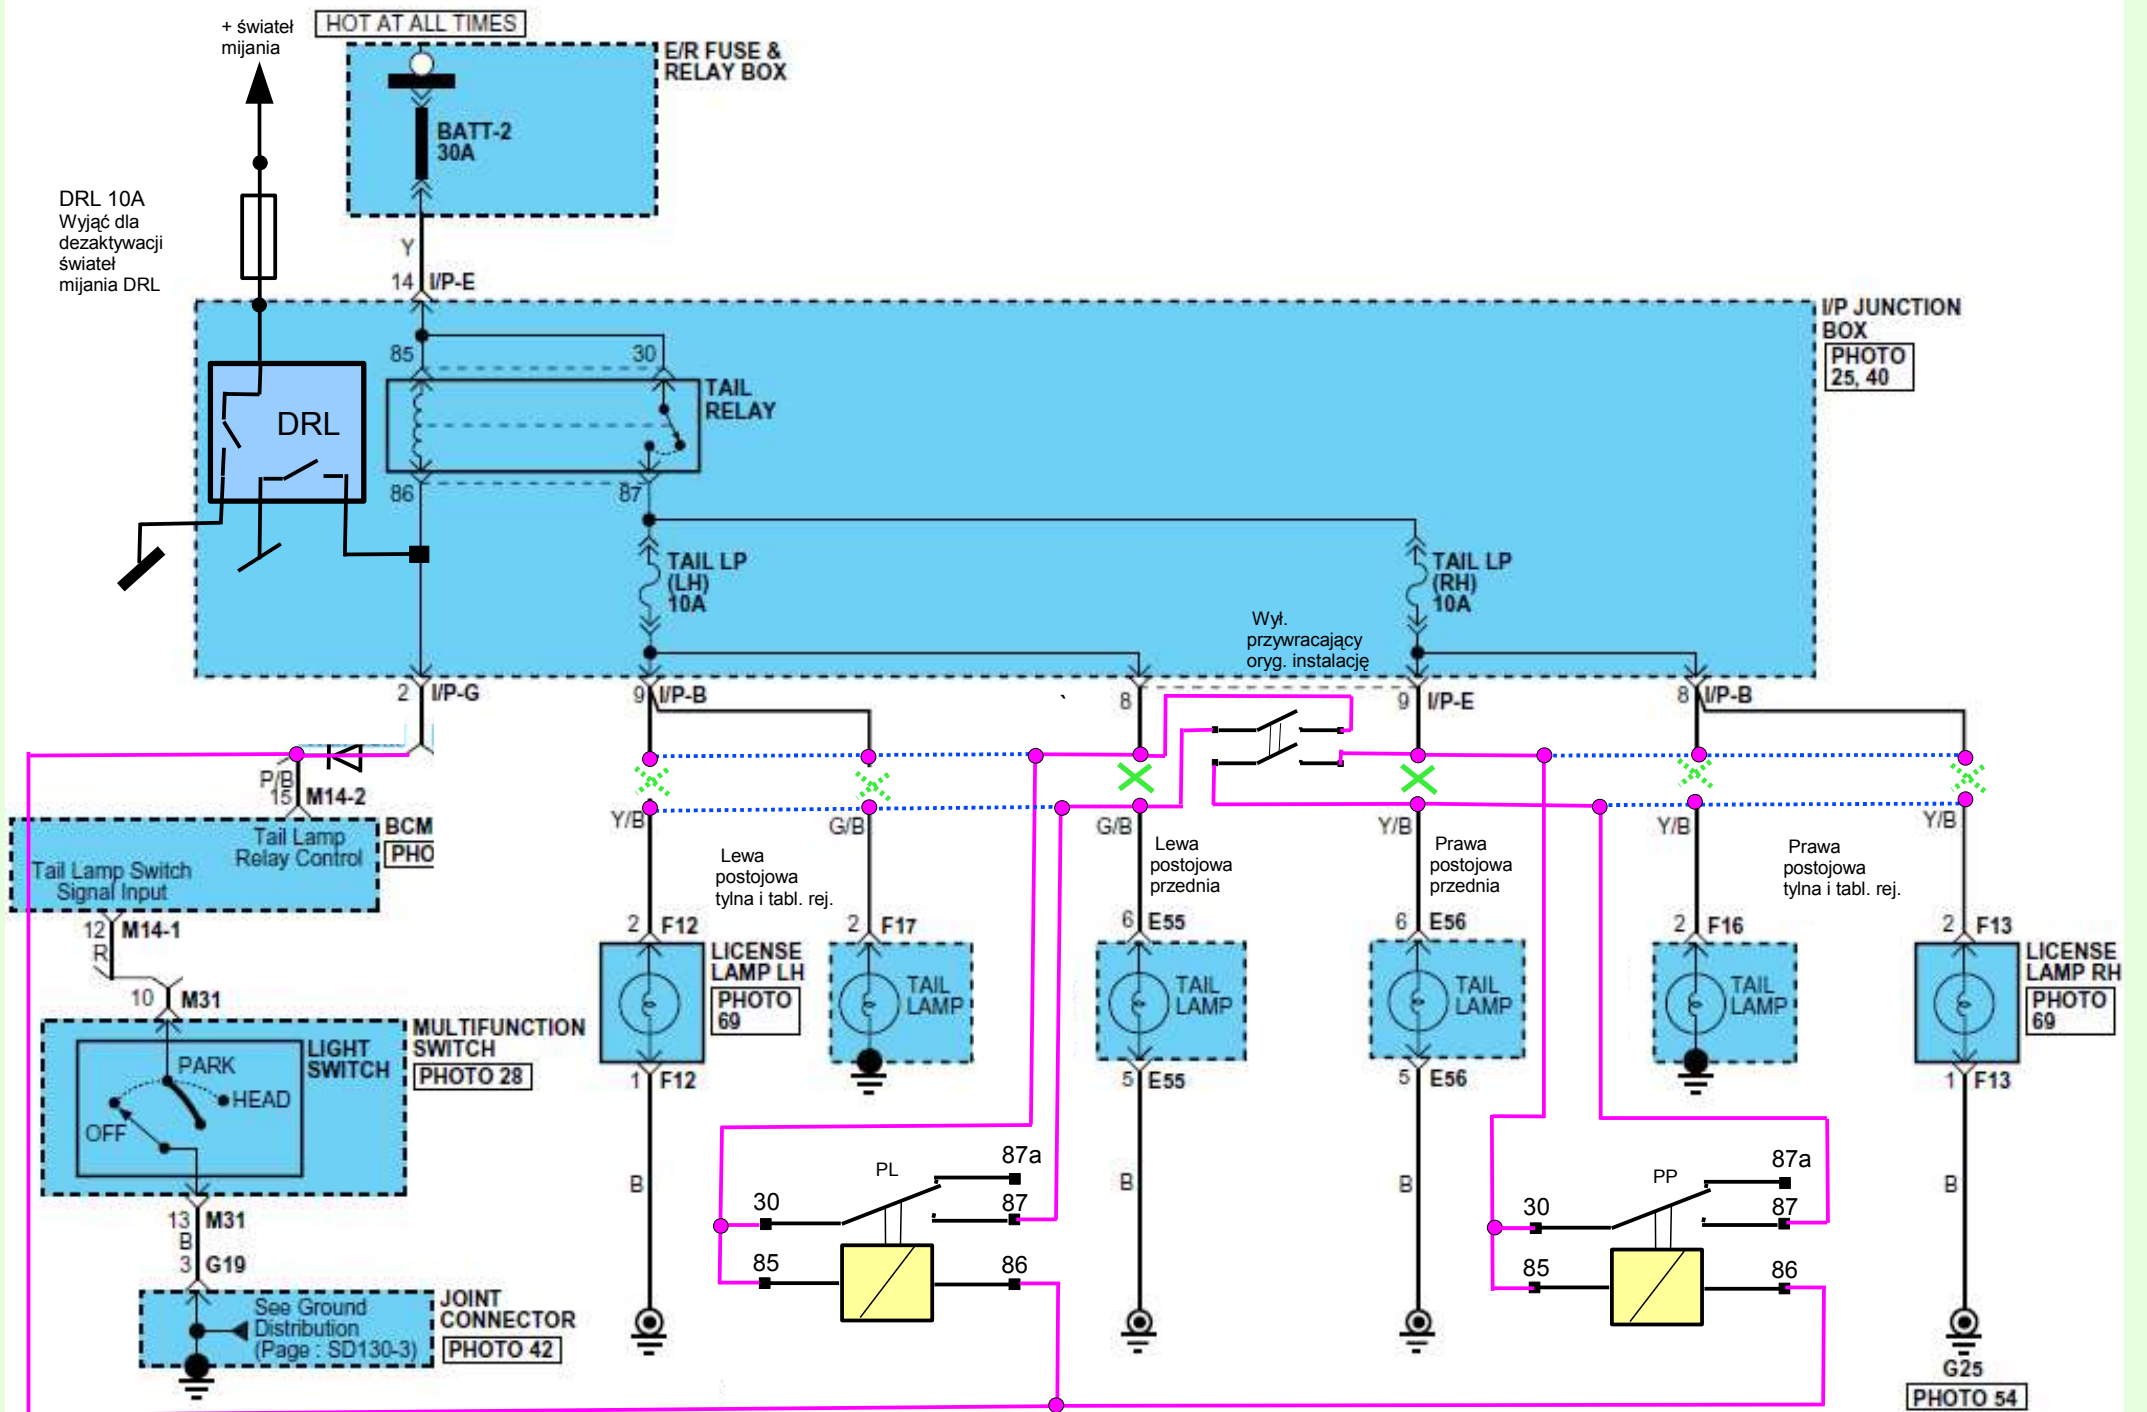 + świateł
mijania
HOT AT ALL TIMES
E/R FUSE &
RELAY BOX
BATT-2
30A
DRL 10A
Wyjąć dla
dezaktywacji
świateł
mijania DRL
Y
14 I/P-E
I/P JUNCTION
BOX
PHOTO
25, 40
85
30
TAIL
RELAY
DRL
86
87
TAIL LP
(LH)
10A
TAIL LP
(RH)
10A
Wył.
przywracający
oryg. instalację
2 I/P-G
9 I/P-B
8
9 I/P-E
8 I/P-B
P/B
15 M14-2
BCM
PHO
Tail Lamp
Relay Control
Tail Lamp Switch
Signal Input
Y/B
G/B
G/B
Y/B
Y/B
Y/B
Lewa
postojowa
tylna i tabl. rej.
Lewa
postojowa
przednia
Prawa
postojowa
przednia
Prawa
postojowa
tylna i tabl. rej.
12 M14-1
R
10 M31
2 F12
2 F17
6 E55
6 E56
2 F16
2 F13
LICENSE
LAMP LH
PHOTO
69
TAIL
LAMP
TAIL
LAMP
TAIL
LAMP
TAIL
LAMP
LICENSE
LAMP RH
PHOTO
69
MULTIFUNCTION
SWITCH
PHOTO 28
LIGHT
SWITCH
PARK
HEAD
OFF
1 F12
5 E55
5 E56
1 F13
B
B
B
B
13 M31
B
3 G19
See Ground
Distribution
(Page : SD130-3)
JOINT
CONNECTOR
PHOTO 42
PL
87a
30
87
85
86
PP
87a
30
87
85
86
G25
PHOTO 54